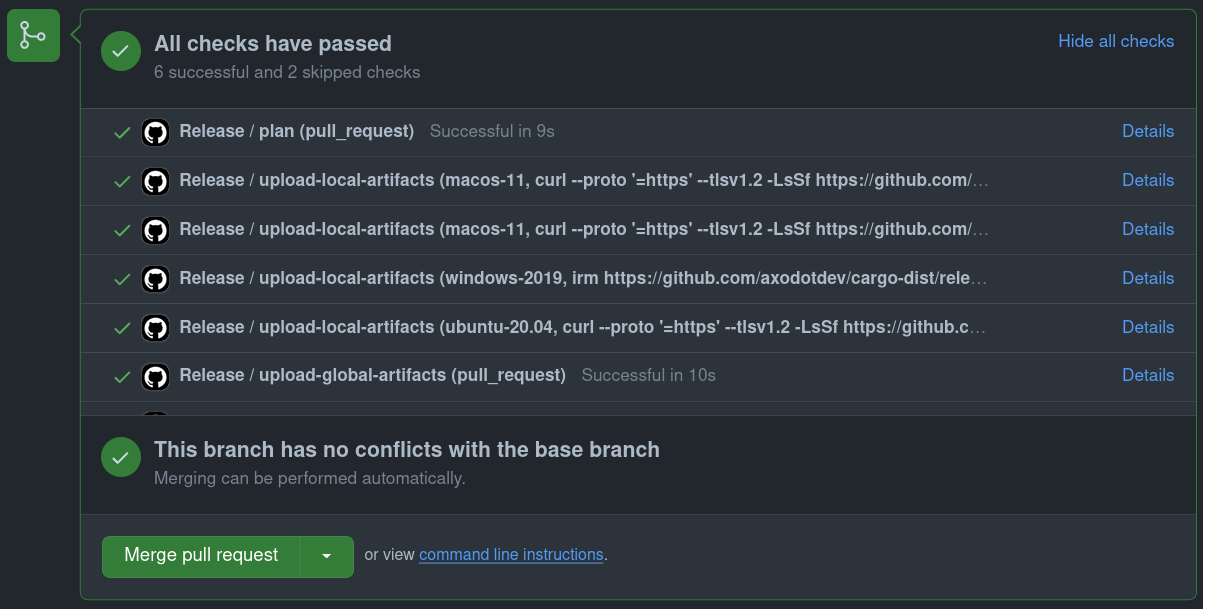 All checks have passed
Hide all checks
6 successful and 2 skipped checks
Release / plan (pull_request) Successful in 9s Details
Release / upload-local-artifacts (macos-11, curl --proto '=https' --tlsv1.2 -LsSf https://github.com/... Details
Release / upload-local-artifacts (macos-11, curl --proto '=https' --tlsv1.2 -LsSf https://github.com/... Details
Release / upload-local-artifacts (windows-2019, irm https://github.com/axodotdev/cargo-dist/rele... Details
Release / upload-local-artifacts (ubuntu-20.04, curl --proto '=https' --tlsv1.2 -LsSf https://github.c... Details
Release / upload-global-artifacts (pull_request) Successful in 10s Details
This branch has no conflicts with the base branch
Merging can be performed automatically.
Merge pull request or view command line instructions.